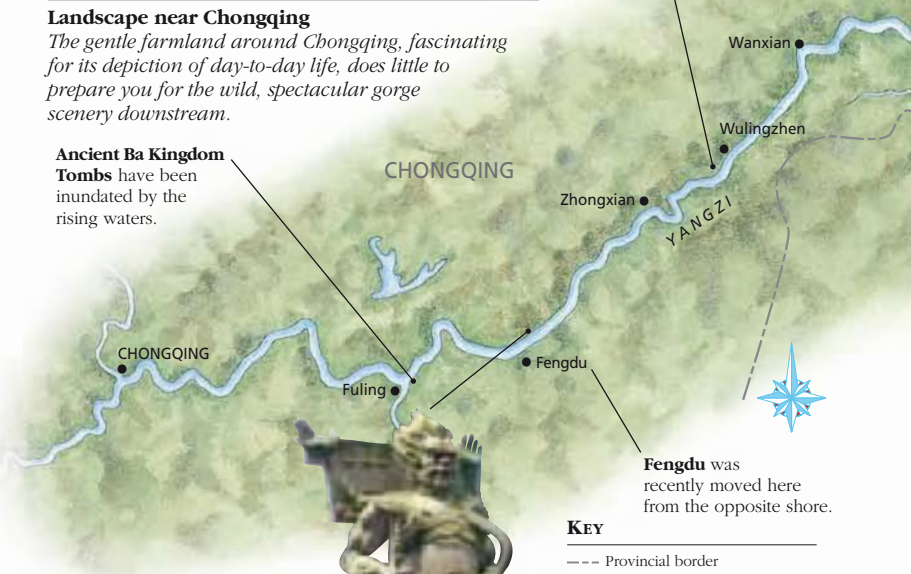 Landscape near Chongqing
The gentle farmland around Chongqing, fascinating
for its depiction of day-to-day life, does little to
prepare you for the wild, spectacular gorge
scenery downstream.
Wanxian
Ancient Ba Kingdom
Tombs have been
inundated by the
rising waters.
Wulingzhen
CHONGQING
Zhongxian
YANGZI
CHONGQING
Fengdu
Fuling
Fengdu was
recently moved here
from the opposite shore.
KEY
Provincial border